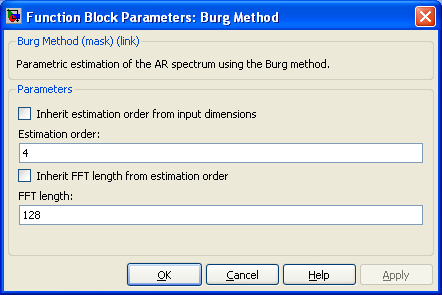 Function Block Parameters: Burg Method
Burg Method (mask) (link)
Parametric estimation of the AR spectrum using the Burg method.
Parameters
Inherit estimation order from input dimensions
Estimation order:
4
Inherit FFT length from estimation order
FFT length:
128
OK Cancel Help Apply